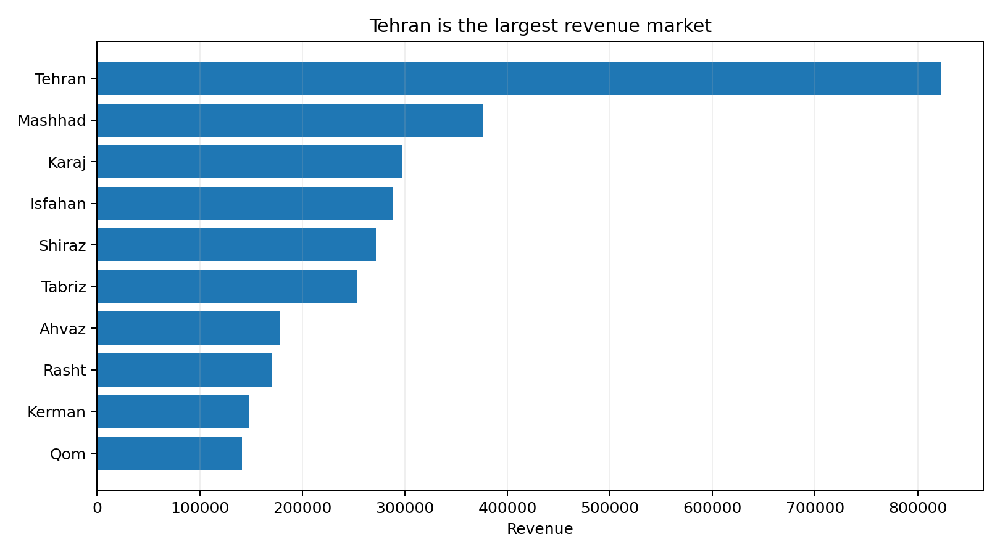 Tehran is the largest revenue market
Tehran
Mashhad
Karaj
Isfahan
Shiraz
Tabriz
Ahvaz
Rasht
Kerman
Qom
0 100000 200000 300000 400000 500000 600000 700000 800000
Revenue